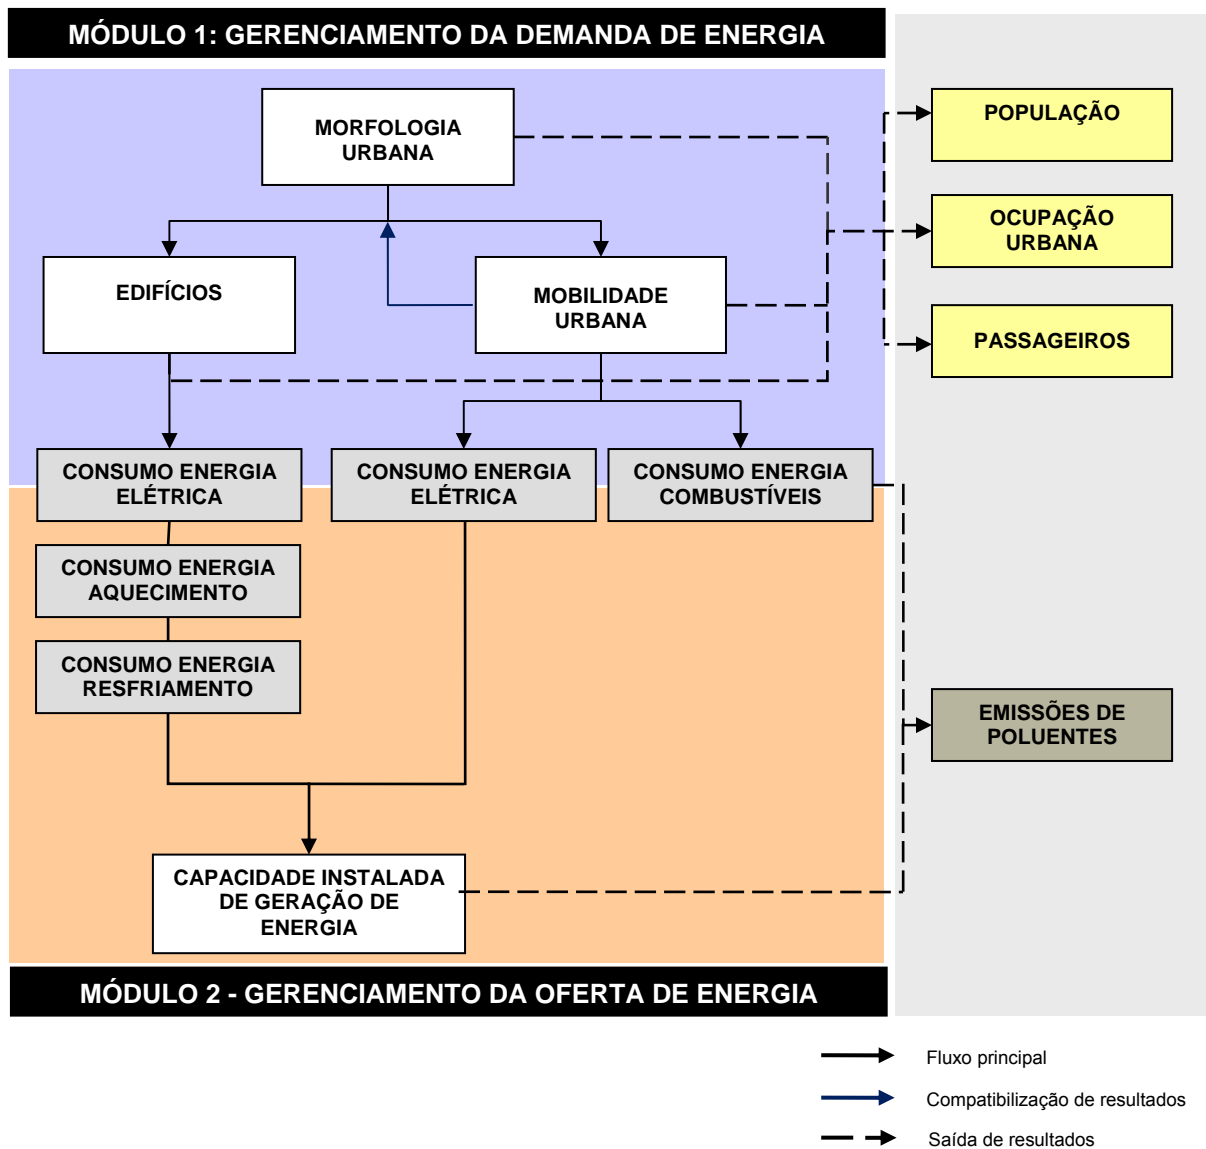 MÓDULO 1: GERENCIAMENTO DA DEMANDA DE ENERGIA
MORFOLOGIA
URBANA
POPULAÇÃO
OCUPAÇÃO
URBANA
EDIFÍCIOS
MOBILIDADE
URBANA
PASSAGEIROS
CONSUMO ENERGIA
ELÉTRICA
CONSUMO ENERGIA
ELÉTRICA
CONSUMO ENERGIA
COMBUSTÍVEIS
CONSUMO ENERGIA
AQUECIMENTO
CONSUMO ENERGIA
RESFRIAMENTO
EMISSÕES DE
POLUENTES
CAPACIDADE INSTALADA
DE GERAÇÃO DE
ENERGIA
MÓDULO 2 - GERENCIAMENTO DA OFERTA DE ENERGIA
Fluxo principal
Compatibilização de resultados
Saída de resultados